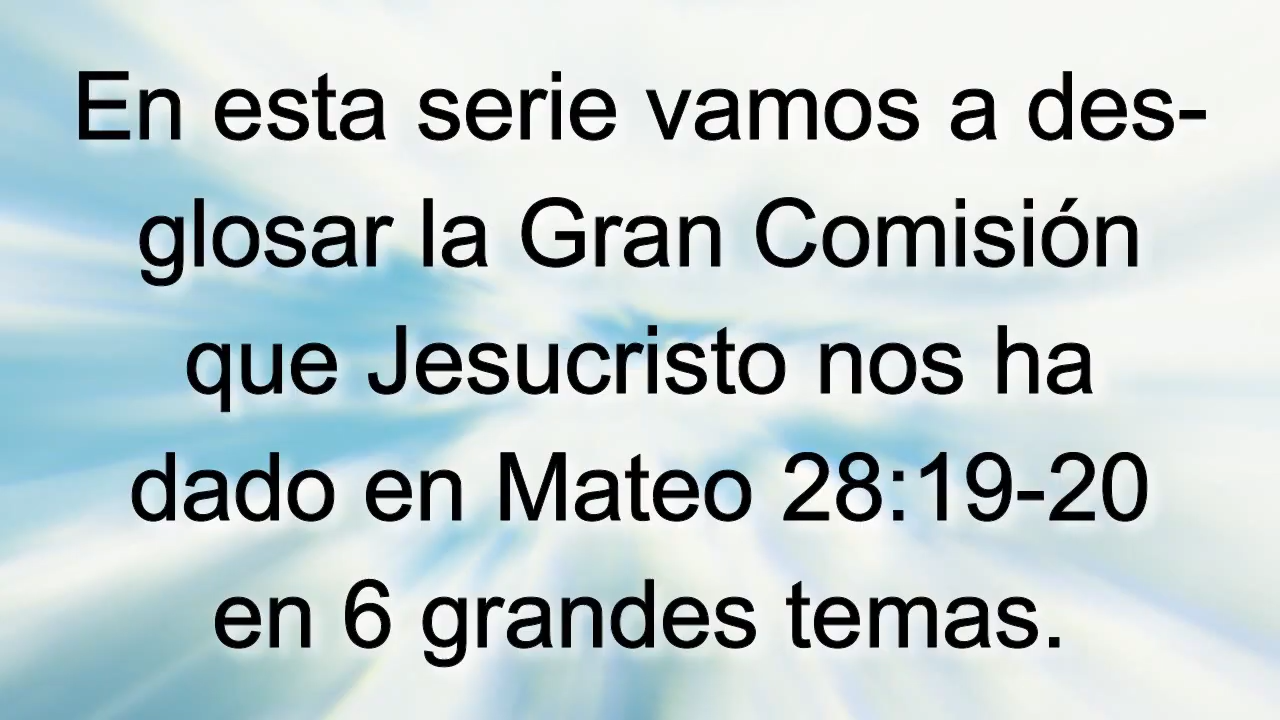 En esta serie vamos a des-
glosar la Gran Comisión
que Jesucristo nos ha
dado en Mateo 28:19-20
en 6 grandes temas.